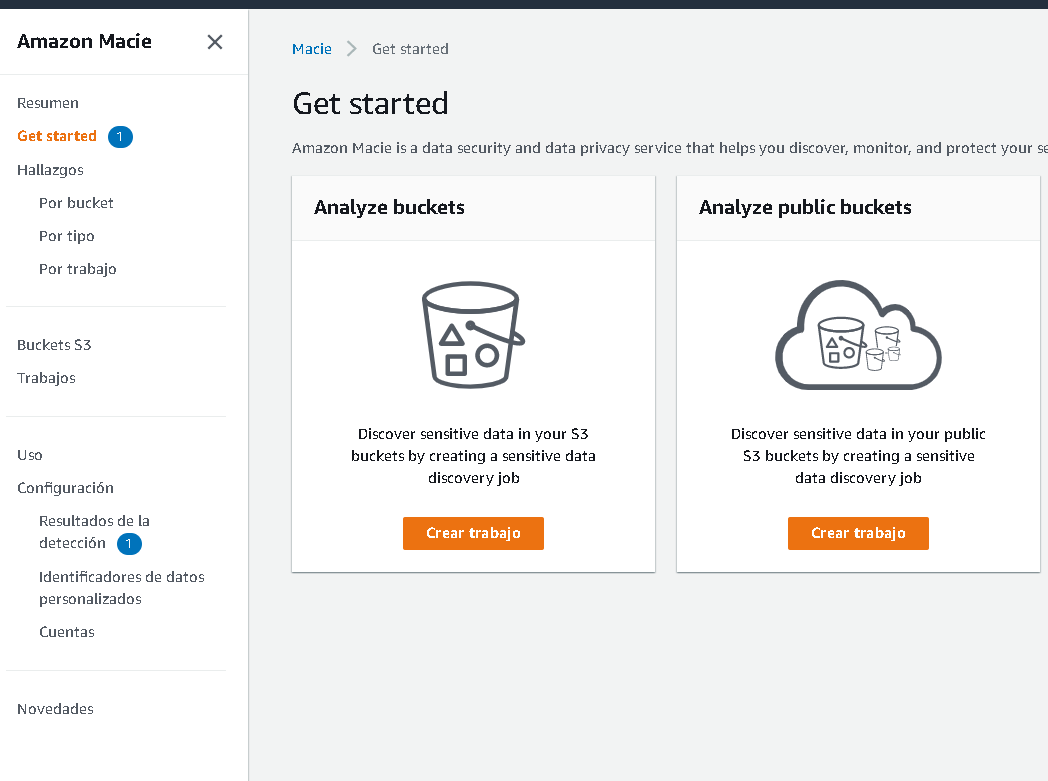 Amazon Macie
Resumen
Get started 1
Hallazgos
Por bucket
Por tipo
Por trabajo
Buckets S3
Trabajos
Uso
Configuración
Resultados de la
detección 1
Identificadores de datos
personalizados
Cuentas
Novedades
Macie Get started
Get started
Amazon Macie is a data security and data privacy service that helps you discover, monitor, and protect your
Analyze buckets
Discover sensitive data in your S3
buckets by creating a sensitive data
discovery job
Crear trabajo
Analyze public buckets
Discover sensitive data in your public
S3 buckets by creating a sensitive
data discovery job
Crear trabajo